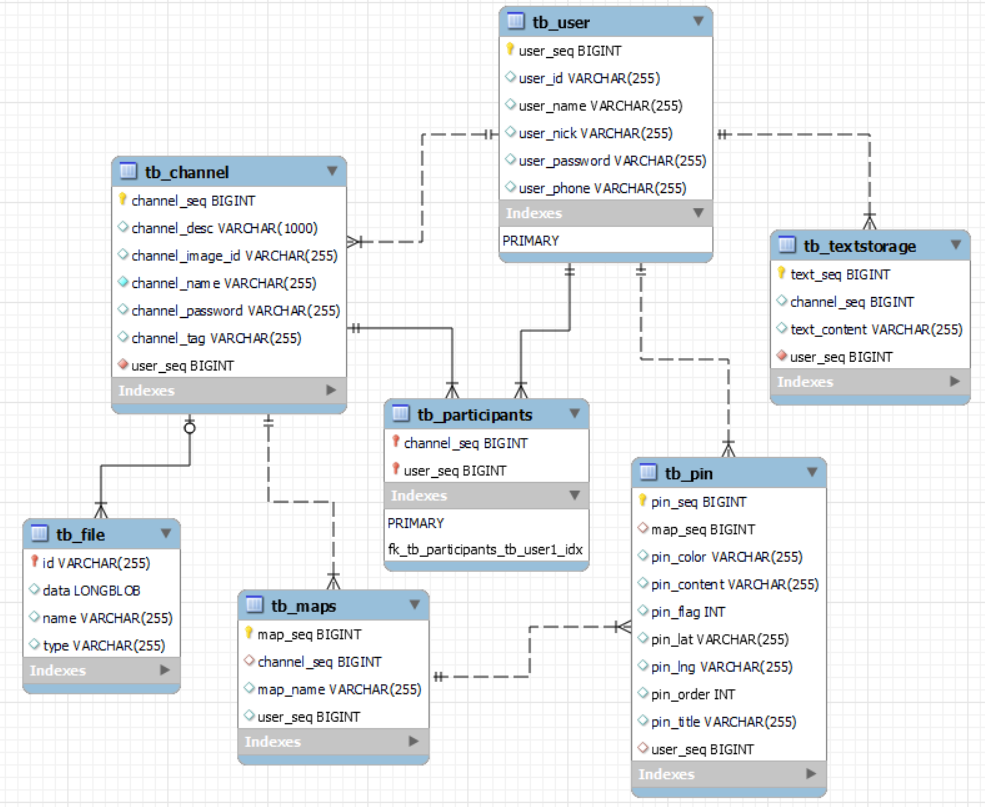 tb_user
user_seq BIGINT
user_id VARCHAR(255)
user_name VARCHAR(255)
user_nick VARCHAR(255)
user_password VARCHAR(255)
user_phone VARCHAR(255)
Indexes
PRIMARY
tb_channel
channel_seq BIGINT
channel_desc VARCHAR(1000)
channel_image_id VARCHAR(255)
channel_name VARCHAR(255)
channel_password VARCHAR(255)
channel_tag VARCHAR(255)
user_seq BIGINT
Indexes
tb_textstorage
text_seq BIGINT
channel_seq BIGINT
text_content VARCHAR(255)
user_seq BIGINT
Indexes
tb_participants
channel_seq BIGINT
user_seq BIGINT
Indexes
PRIMARY
fk_tb_participants_tb_user1_idx
tb_pin
pin_seq BIGINT
map_seq BIGINT
pin_color VARCHAR(255)
pin_content VARCHAR(255)
pin_flag INT
pin_lat VARCHAR(255)
pin_lng VARCHAR(255)
pin_order INT
pin_title VARCHAR(255)
user_seq BIGINT
Indexes
tb_file
id VARCHAR(255)
data LONGBLOB
name VARCHAR(255)
type VARCHAR(255)
Indexes
tb_maps
map_seq BIGINT
channel_seq BIGINT
map_name VARCHAR(255)
user_seq BIGINT
Indexes